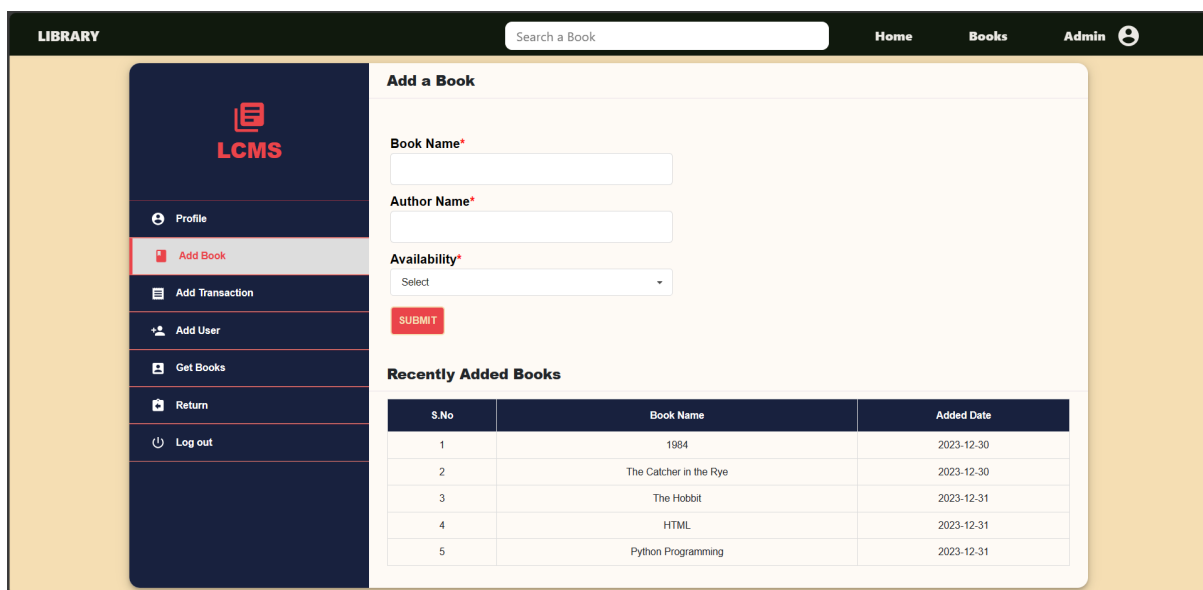 LIBRARY Search a Book Home Books Admin
LCMS
Profile
Add Book
Add Transaction
Add User
Get Books
Return
Log out
Add a Book
Book Name*
Author Name*
Availability*
Select
SUBMIT
Recently Added Books
S.No Book Name Added Date
1 1984 2023-12-30
2 The Catcher in the Rye 2023-12-30
3 The Hobbit 2023-12-31
4 HTML 2023-12-31
5 Python Programming 2023-12-31